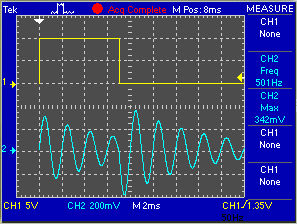 Tek Acq Complete M Pos: 8ms MEASURE
CH1
None
CH2
Freq
501Hz
CH2
Max
342mV
CH1
None
CH1
None
1
2
CH1 5V CH2 200mV M 2ms CH1/1.35V